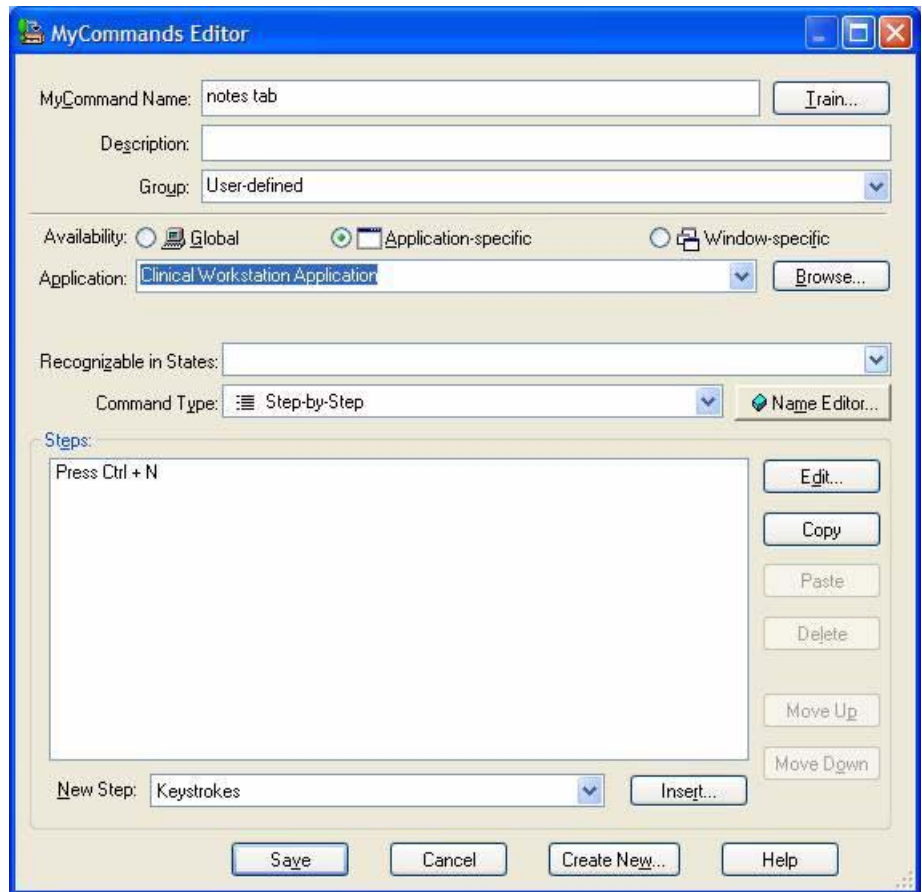 MyCommands Editor
MyCommand Name: notes tab Train...
Description:
Group: User-defined
Availability: Global Application-specific Window-specific
Application: Clinical Workstation Application Browse...
Recognizable in States:
Command Type: Step-by-Step Name Editor...
Steps:
Press Ctrl + N
Edit...
Copy
Paste
Delete
Move Up
Move Down
New Step: Keystrokes Insert...
Save Cancel Create New... Help